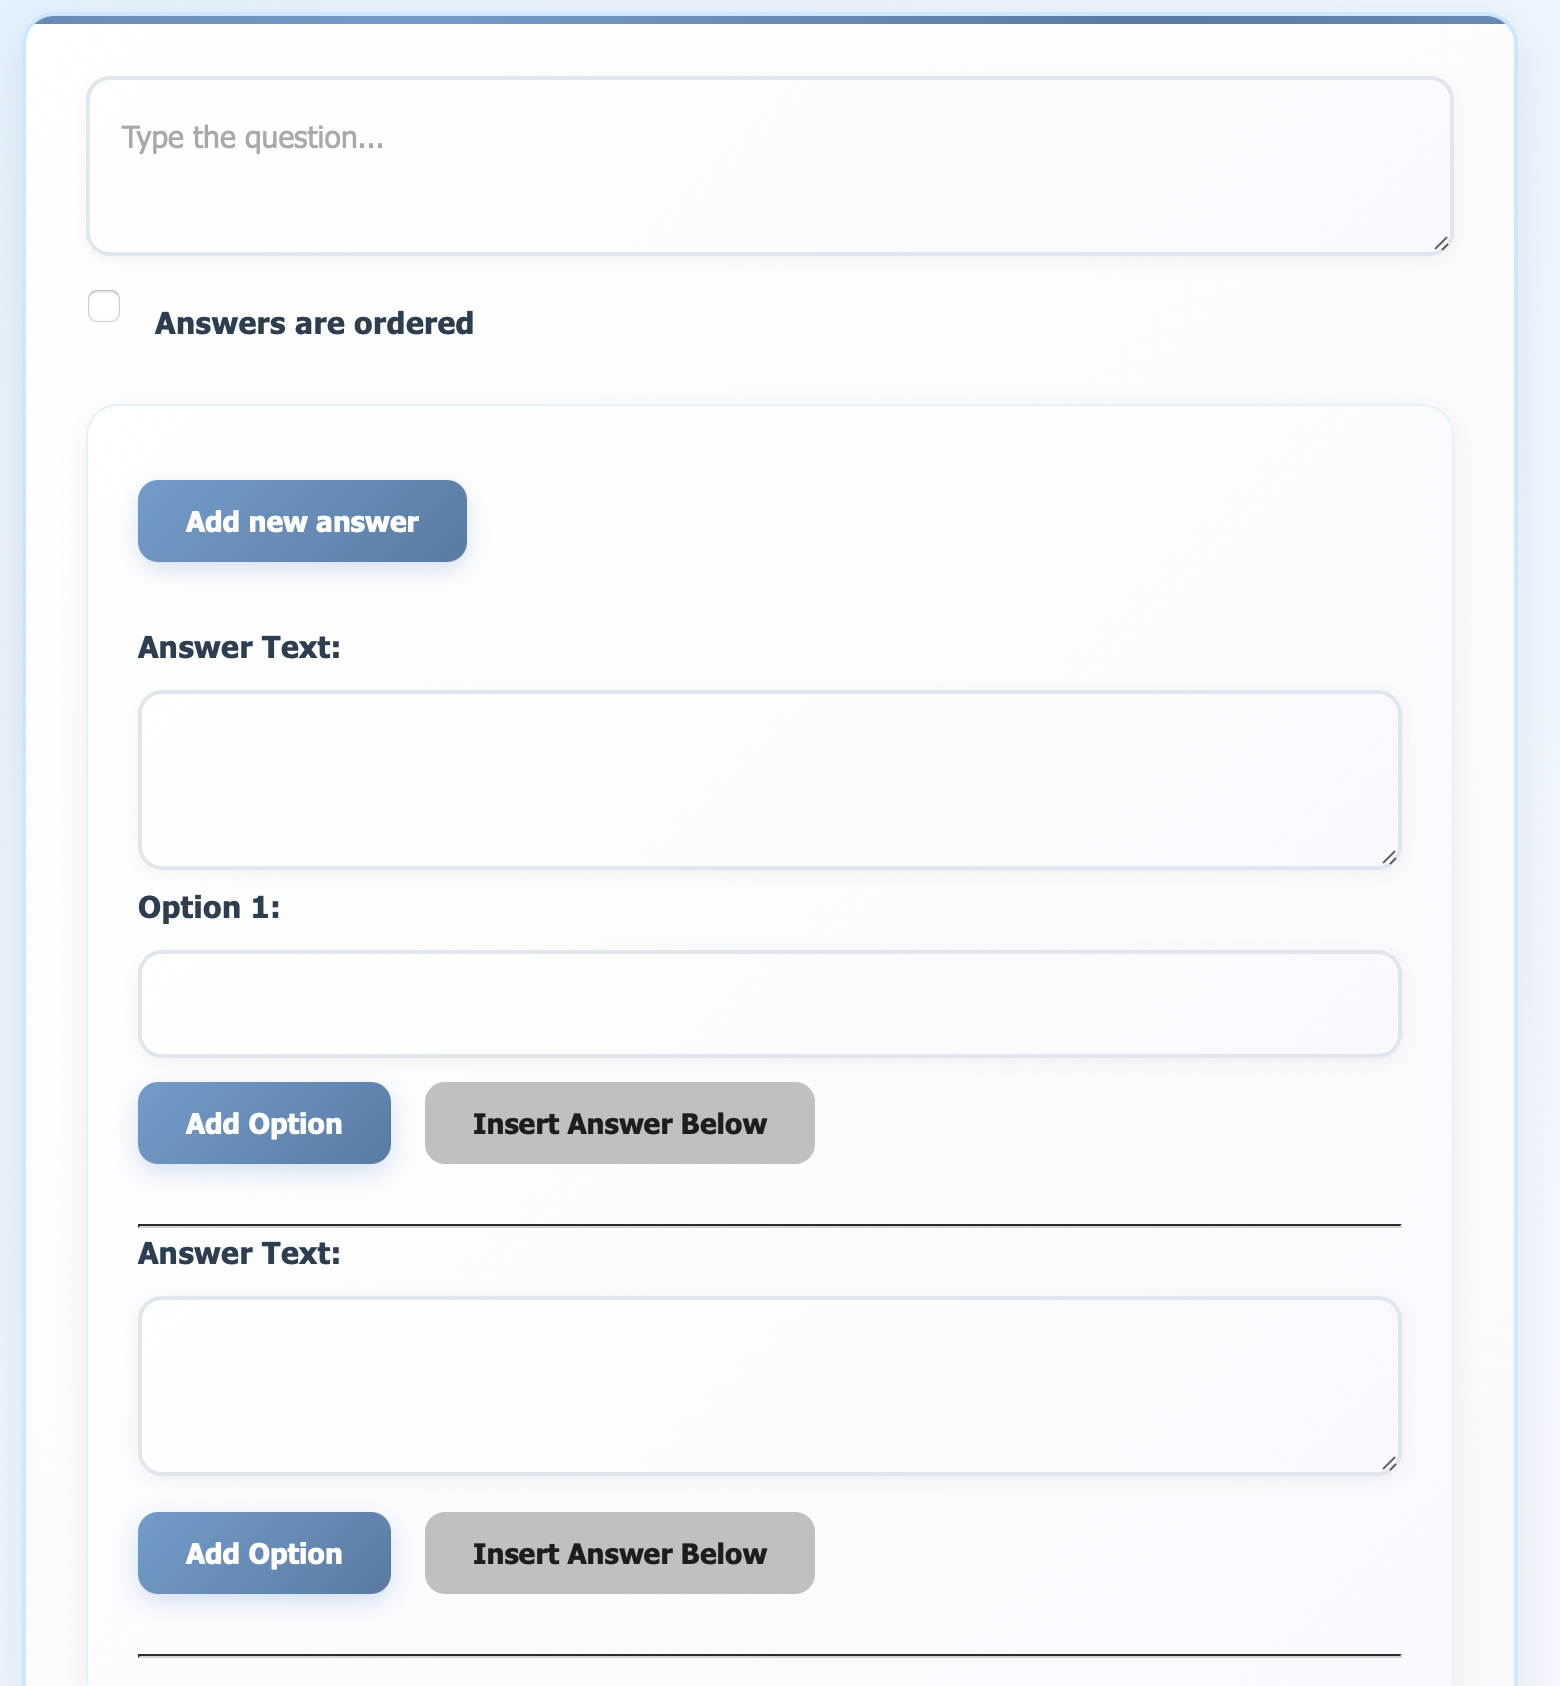 Type the question...
Answers are ordered
Add new answer
Answer Text:
Option 1:
Add Option
Insert Answer Below
Answer Text:
Add Option
Insert Answer Below